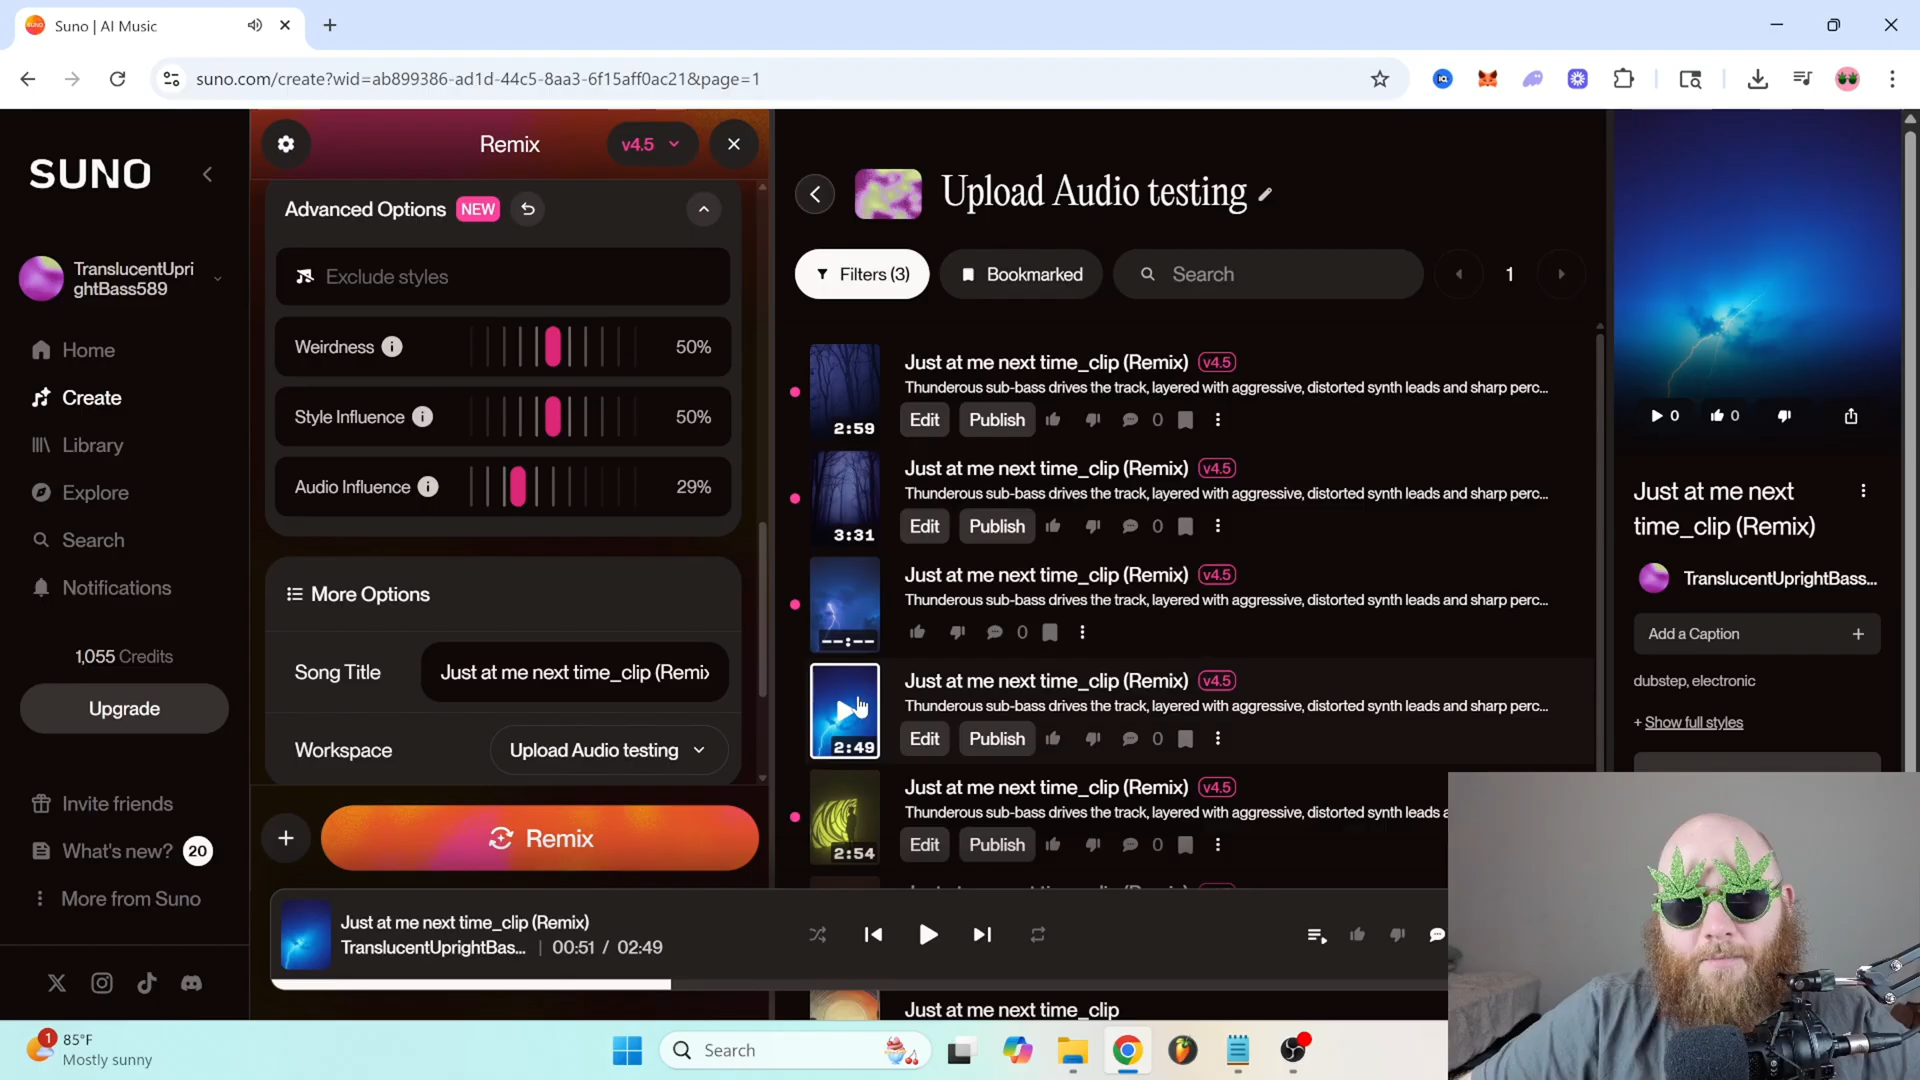 Suno | AI Music
suno.com/create?wid=ab899386-ad1d-44c5-8aa3-6f15aff0ac21&page=1
SUNO
TranslucentUpri
ghtBass589
Home
Create
Library
Explore
Search
Notifications
1,055 Credits
Upgrade
Invite friends
What's new? 20
More from Suno
Remix
v4.5
Advanced Options NEW
Exclude styles
Weirdness 50%
Style Influence 50%
Audio Influence 29%
More Options
Song Title Just at me next time_clip (Remix
Workspace Upload Audio testing
Remix
Upload Audio testing
Filters (3) Bookmarked Search 1
Just at me next time_clip (Remix) v4.5
Thunderous sub-bass drives the track, layered with aggressive, distorted synth leads and sharp perc...
2:59 Edit Publish 0
Just at me next time_clip (Remix) v4.5
Thunderous sub-bass drives the track, layered with aggressive, distorted synth leads and sharp perc...
3:31 Edit Publish 0
Just at me next time_clip (Remix) v4.5
Thunderous sub-bass drives the track, layered with aggressive, distorted synth leads and sharp perc...
--:-- 0
Just at me next time_clip (Remix) v4.5
Thunderous sub-bass drives the track, layered with aggressive, distorted synth leads and sharp perc...
2:49 Edit Publish 0
Just at me next time_clip (Remix) v4.5
Thunderous sub-bass drives the track, layered with aggressive, distorted synth leads and sharp
2:54 Edit Publish 0
Just at me next time_clip
0 0
Just at me next
time_clip (Remix)
TranslucentUprightBass...
Add a Caption +
dubstep, electronic
+ Show full styles
Just at me next time_clip (Remix)
TranslucentUprightBas... | 00:51 / 02:49
1
85°F
Mostly sunny
Search